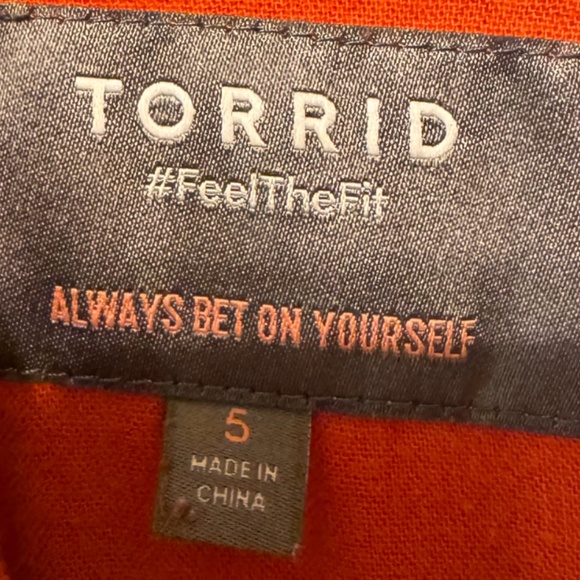 TORRID
#FeelTheFit
ALWAYS BET ON YOURSELF
5
MADE IN
CHINA